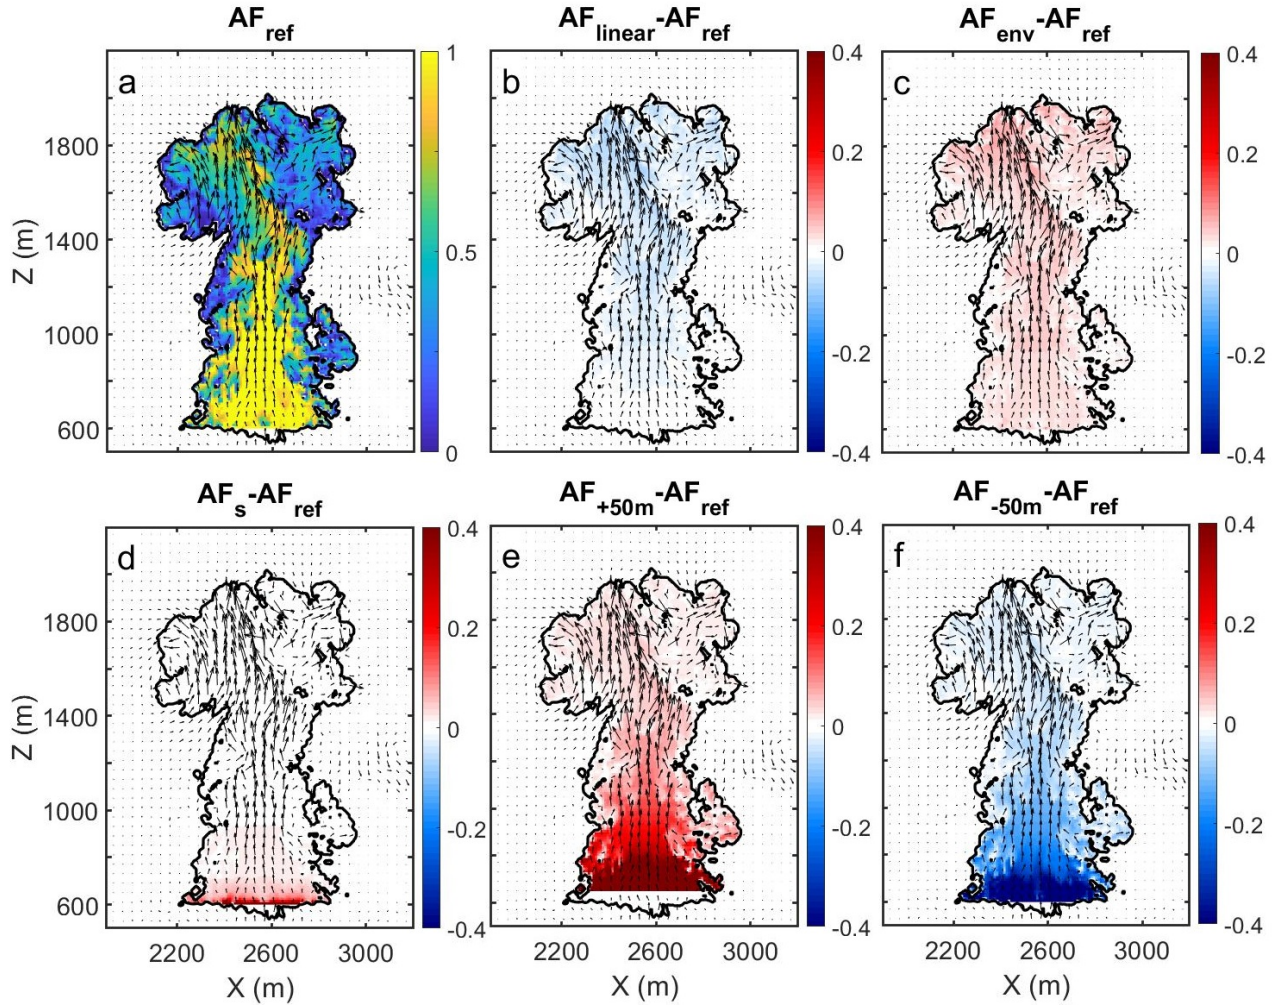 AFref
AFlinear-AFref
AFenv-AFref
a
b
c
Z (m)
1800
1400
1000
600
1
0.5
0
0.4
0.2
0
-0.2
-0.4
0.4
0.2
0
-0.2
-0.4
AFs-AFref
AF+50m-AFref
AF-50m-AFref
d
e
f
Z (m)
1800
1400
1000
600
0.4
0.2
0
-0.2
-0.4
0.4
0.2
0
-0.2
-0.4
0.4
0.2
0
-0.2
-0.4
2200 2600 3000
2200 2600 3000
2200 2600 3000
X (m)
X (m)
X (m)